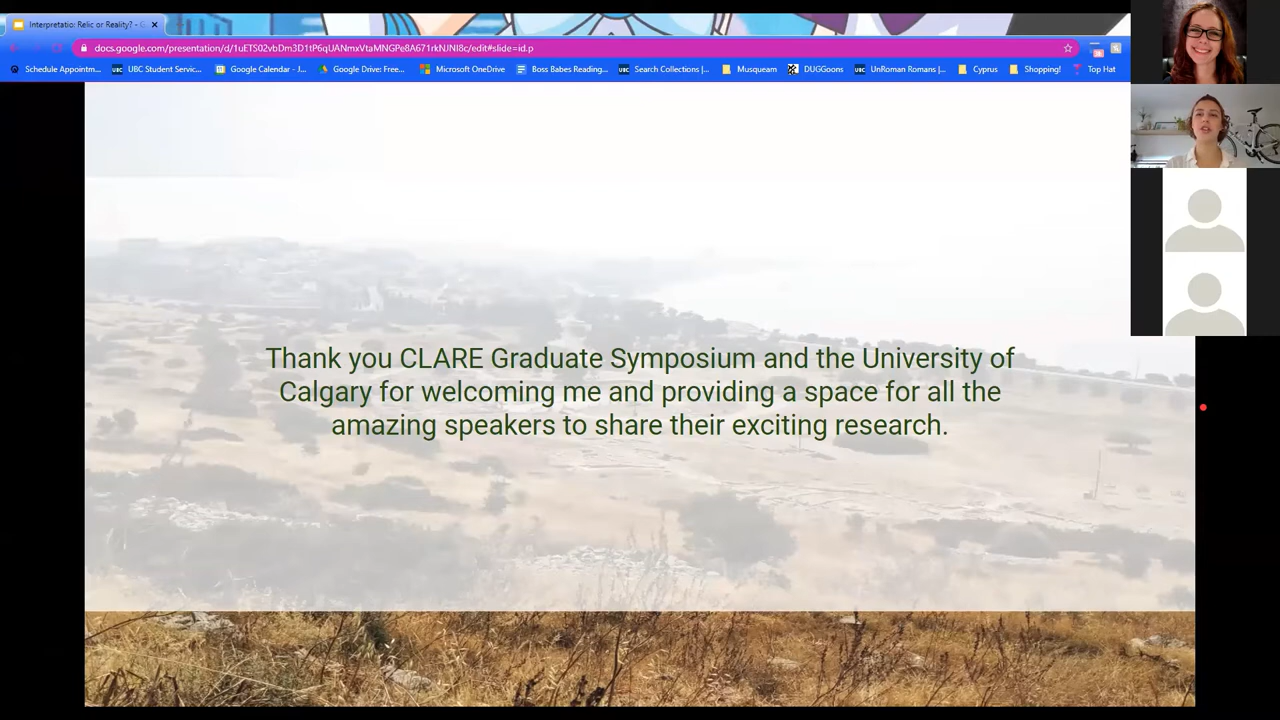 Interpretatio: Relic or Reality? - G
docs.google.com/presentation/d/1uETS02vbDm3D1tP6qUANmxVtaMNGPe8A671rkNJNI8c/edit#slide=id.p
Schedule Appointm... UBC Student Servic... Google Calendar - J... Google Drive: Free... Microsoft OneDrive Boss Babes Reading... Search Collections |... Musqueam DUGGoons UnRoman Romans |... Cyprus Shopping! Top Hat
Thank you CLARE Graduate Symposium and the University of
Calgary for welcoming me and providing a space for all the
amazing speakers to share their exciting research.